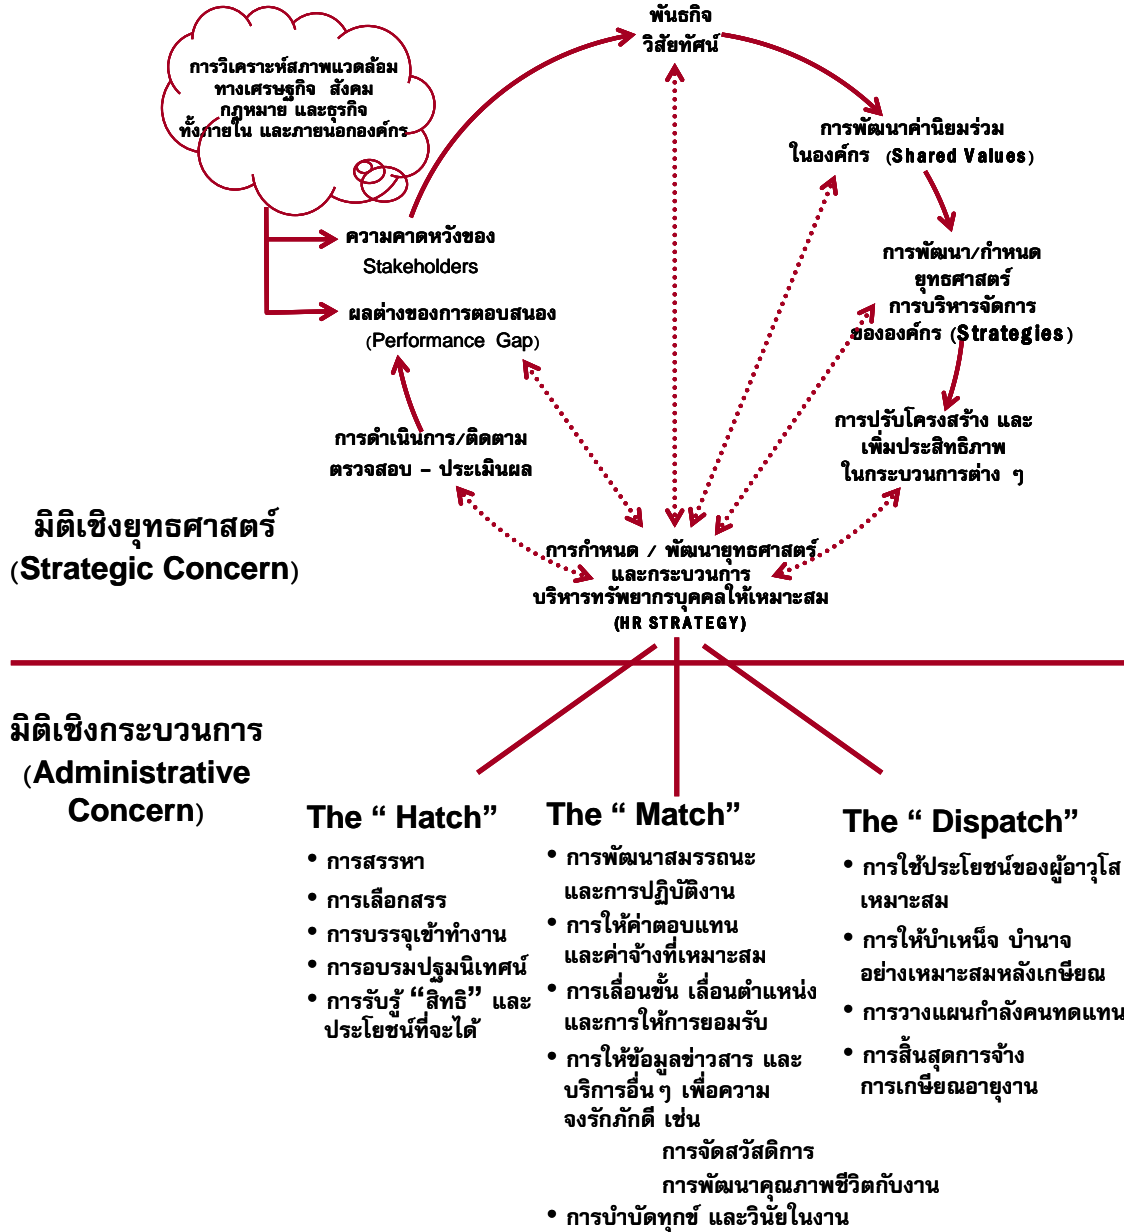 พันธกิจ
วิสัยทัศน์
การวิเคราะห์สภาพแวดล้อม
ทางเศรษฐกิจ สังคม
กฎหมาย และธุรกิจ
ทั้งภายใน และภายนอกองค์กร
การพัฒนาค่านิยมร่วม
ในองค์กร (Shared Values)
ความคาดหวังของ
Stakeholders
การพัฒนา/กำหนด
ยุทธศาสตร์
การบริหารจัดการ
ขององค์กร (Strategies)
ผลต่างของการตอบสนอง
(Performance Gap)
การปรับโครงสร้าง และ
เพิ่มประสิทธิภาพ
ในกระบวนการต่าง ๆ
การดำเนินการ/ติดตาม
ตรวจสอบ – ประเมินผล
มิติเชิงยุทธศาสตร์
(Strategic Concern)
การกำหนด / พัฒนายุทธศาสตร์
และกระบวนการ
บริหารทรัพยากรบุคคลให้เหมาะสม
(HR STRATEGY)
มิติเชิงกระบวนการ
(Administrative
Concern)
The “ Hatch”
• การสรรหา
• การเลือกสรร
• การบรรจุเข้าทำงาน
• การอบรมปฐมนิเทศน์
• การรับรู้ “สิทธิ” และ
ประโยชน์ที่จะได้
The “ Match”
• การพัฒนาสมรรถนะ
และการปฏิบัติงาน
• การให้ค่าตอบแทน
และค่าจ้างที่เหมาะสม
• การเลื่อนขั้น เลื่อนตำแหน่ง
และการให้การยอมรับ
• การให้ข้อมูลข่าวสาร และ
บริการอื่น ๆ เพื่อความ
จงรักภักดี เช่น
การจัดสวัสดิการ
การพัฒนาคุณภาพชีวิตกับงาน
• การบำบัดทุกข์ และวินัยในงาน
The “ Dispatch”
• การใช้ประโยชน์ของผู้อาวุโส
เหมาะสม
• การให้บำเหน็จ บำนาจ
อย่างเหมาะสมหลังเกษียณ
• การวางแผนกำลังคนทดแทน
• การสิ้นสุดการจ้าง
การเกษียณอายุงาน